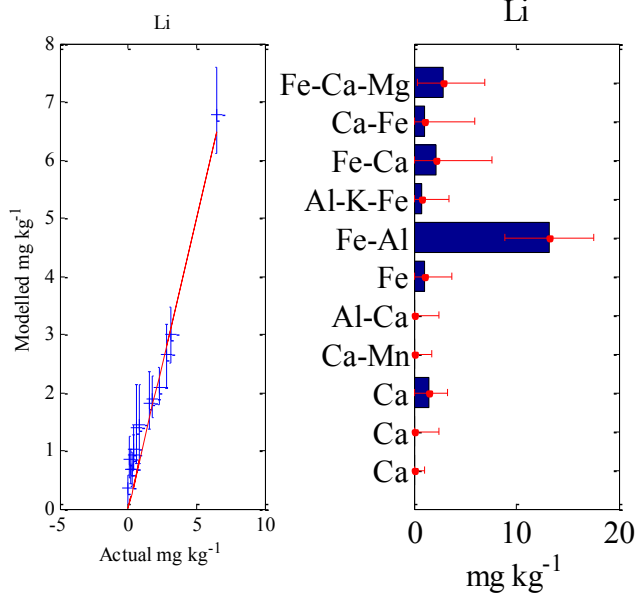 Li
8
7
6
5
4
3
2
1
0
-5 0 5 10
Modelled mg kg-1
Actual mg kg-1
Li
Fe-Ca-Mg
Ca-Fe
Fe-Ca
Al-K-Fe
Fe-Al
Fe
Al-Ca
Ca-Mn
Ca
Ca
Ca
0 10 20
mg kg-1